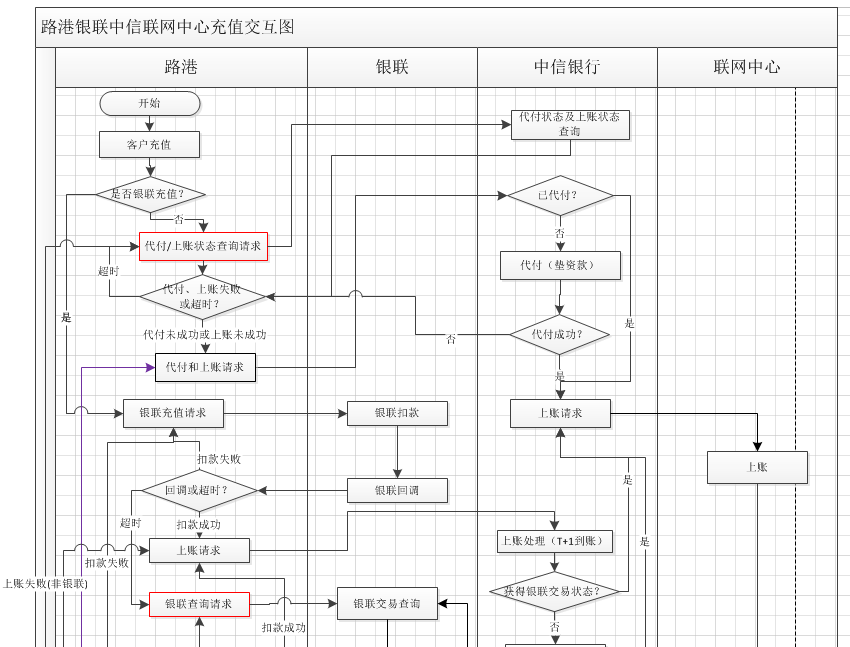 路港银联中信联网中心充值交互图
路港
银联
中信银行
联网中心
开始
客户充值
代付状态及上账状态
查询
是否银联充值？
否
已代付？
代付/上账状态查询请求
否
超时
代付（垫资款）
代付、上账失败
或超时？
是
是
代付未成功或上账未成功
否
代付成功？
代付和上账请求
是
银联充值请求
银联扣款
上账请求
扣款失败
上账
回调或超时？
银联回调
是
超时
扣款成功
上账请求
上账处理（T+1到账）
是
扣款失败
上账失败(非银联)
获得银联交易状态？
银联查询请求
银联交易查询
扣款成功
否